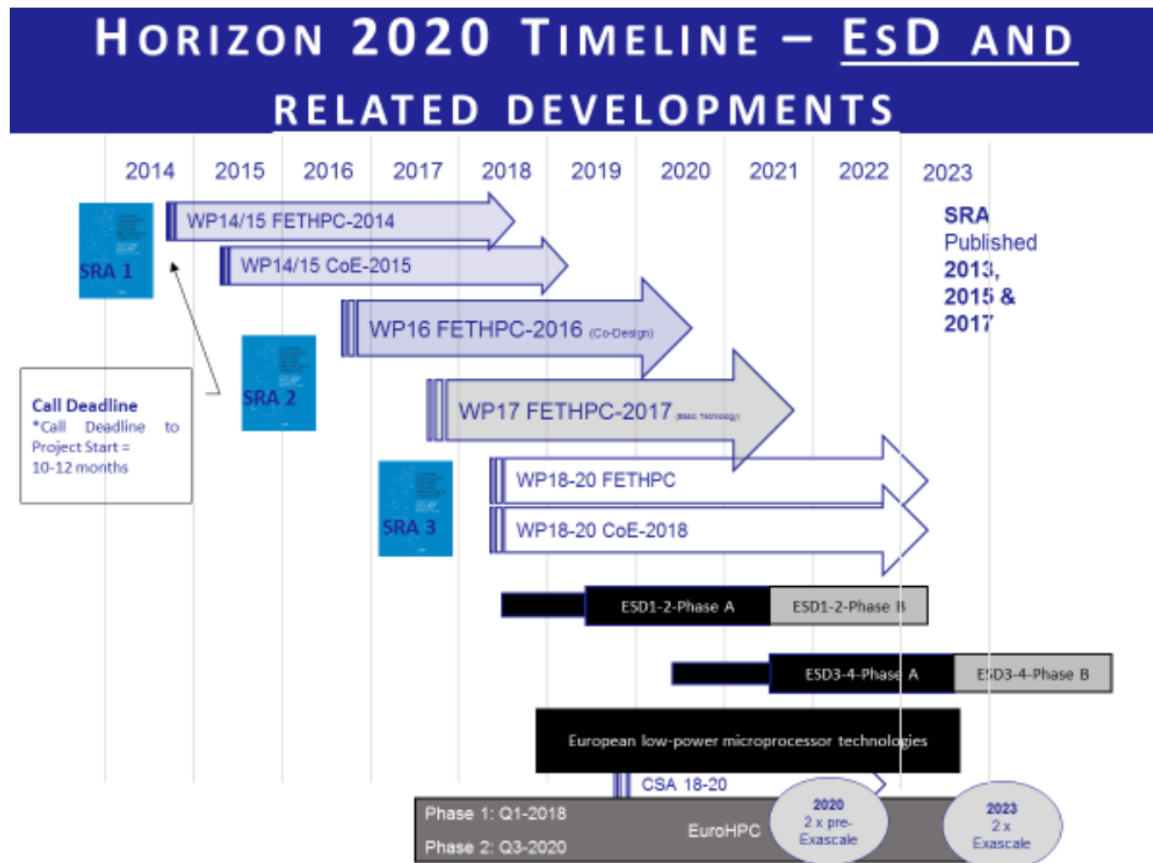 HORIZON 2020 TIMELINE – ESD AND
RELATED DEVELOPMENTS
2014 2015 2016 2017 2018 2019 2020 2021 2022 2023
WP14/15 FETHPC-2014
SRA 1
WP14/15 CoE-2015
SRA
Published
2013,
2015 &
2017
WP16 FETHPC-2016 (Co-Design)
SRA 2
Call Deadline
*Call Deadline to
Project Start =
10-12 months
WP17 FETHPC-2017
WP18-20 FETHPC
SRA 3
WP18-20 CoE-2018
ESD1-2-Phase A ESD1-2-Phase B
ESD3-4-Phase A ESD3-4-Phase B
European low-power microprocessor technologies
CSA 18-20
Phase 1: Q1-2018
Phase 2: Q3-2020
EuroHPC
2020
2 x pre-
Exascale
2023
2 x
Exascale